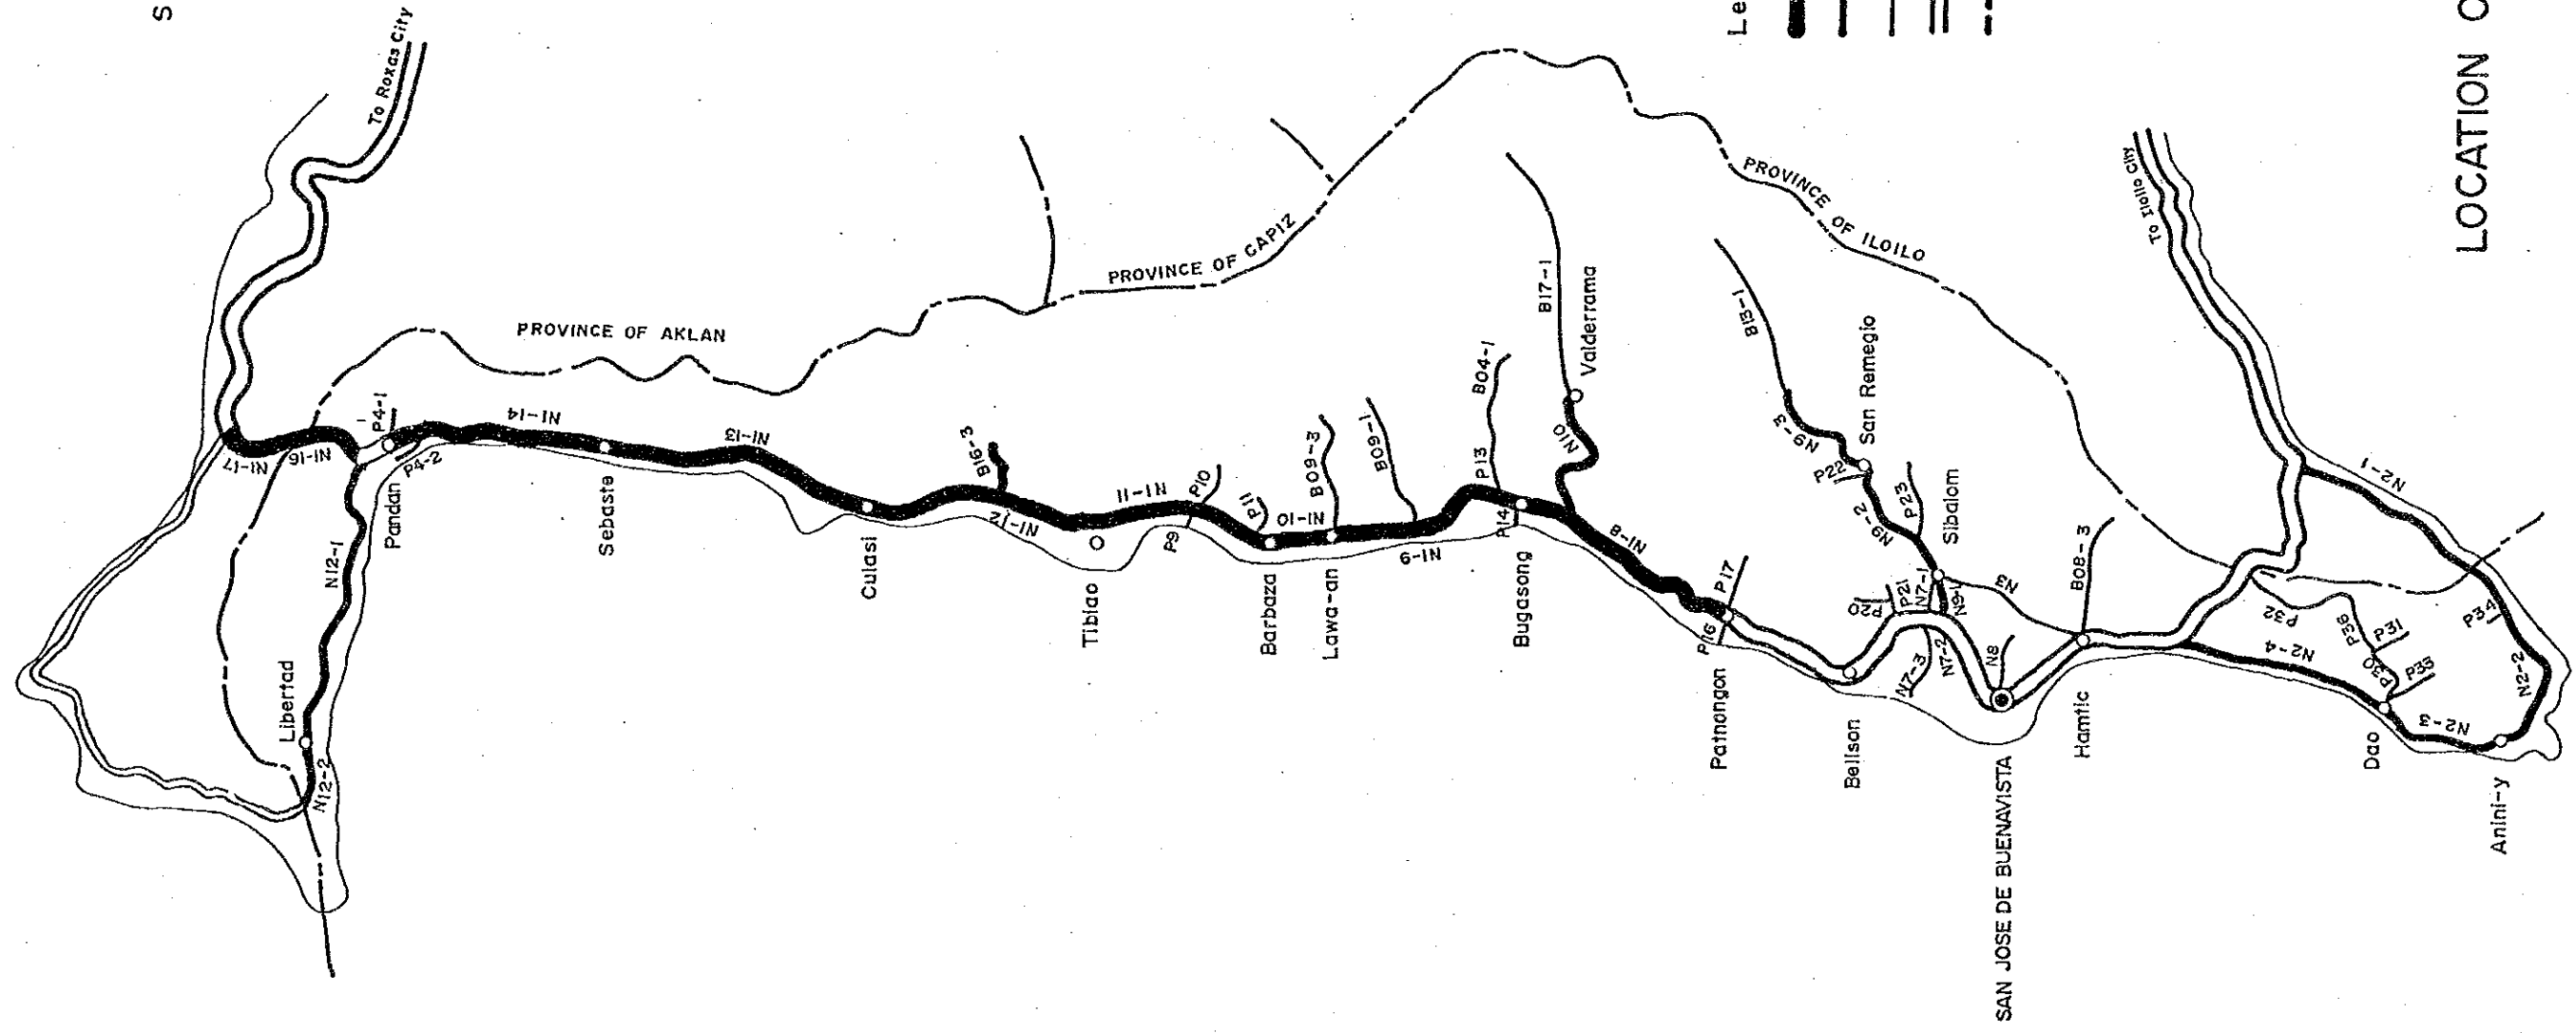 S
To Roxas City
PROVINCE OF AKLAN
PROVINCE OF CAPIZ
PROVINCE OF ILOILO
To Iloilo City
LOCATION O
Le
N1-17
N1-16
P4-1
P4-2
Pandan
N12-1
Libertad
N12-2
N1-14
Sebaste
N1-13
Culasi
B16-3
N1-12
Tibiao
N1-11
P10
P9
P11
Barbaza
N1-10
Lawa-an
B09-3
B09-1
N1-9
P13
B04-1
P14
Bugasong
B17-1
Valderrama
N10
N1-8
P17
P16
Patnongon
B13-1
N9-3
San Remegio
P22
N9-2
P23
Sibalom
P20
P21
N7-1
N9-1
N7-2
N7-3
Bellson
N3
N8
SAN JOSE DE BUENAVISTA
B08-3
Hamtic
N2-1
P32
P38
P31
P30
P33
N2-4
Dao
N2-3
P34
N2-2
Anini-y